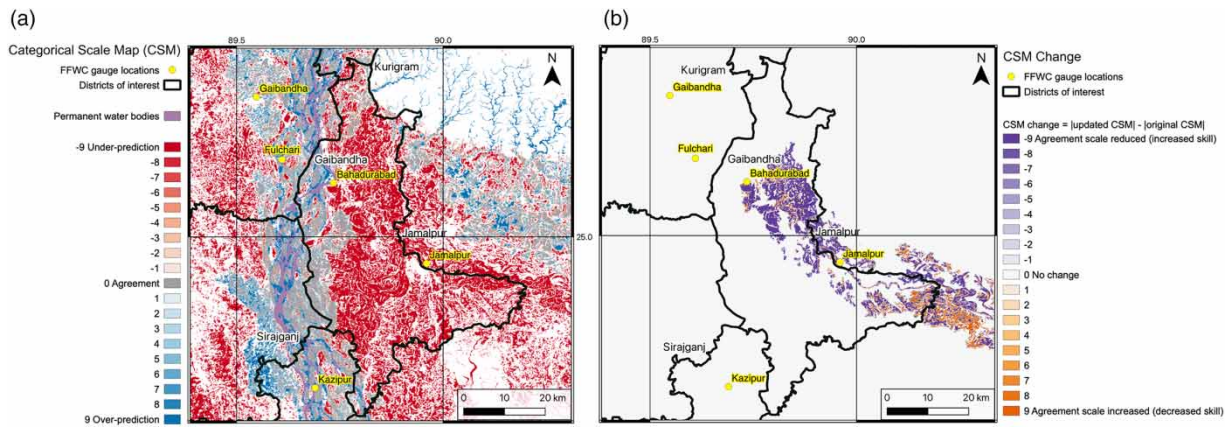 (a)
Categorical Scale Map (CSM)
FFWC gauge locations
Districts of interest
Permanent water bodies
-9 Under-prediction
-8
-7
-6
-5
-4
-3
-2
-1
0 Agreement
1
2
3
4
5
6
7
8
9 Over-prediction
89.5
90.0
N
Kurigram
Gaibandha
Fulchari
Gaibandha
Bahadurabad
25.0
Jamalpur
Jamalpur
Sirajganj
Kazipur
0 10 20 km
(b)
89.5
90.0
N
Kurigram
Gaibandha
Fulchari
Gaibandha
Bahadurabad
Jamalpur
Jamalpur
Sirajganj
Kazipur
0 10 20 km
CSM Change
FFWC gauge locations
Districts of interest
CSM change = |updated CSM| - |original CSM|
-9 Agreement scale reduced (increased skill)
-8
-7
-6
-5
-4
-3
-2
-1
0 No change
1
2
3
4
5
6
7
8
9 Agreement scale increased (decreased skill)